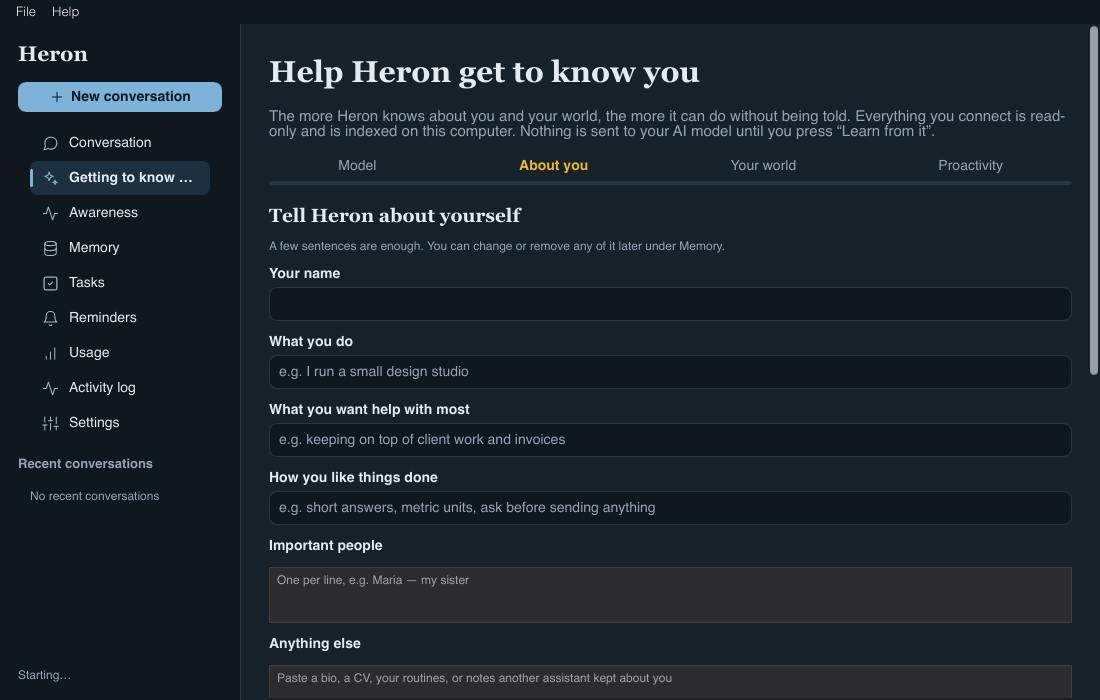 File Help
Heron
+ New conversation
Conversation
Getting to know ...
Awareness
Memory
Tasks
Reminders
Usage
Activity log
Settings
Recent conversations
No recent conversations
Starting...
Help Heron get to know you
The more Heron knows about you and your world, the more it can do without being told. Everything you connect is read-
only and is indexed on this computer. Nothing is sent to your AI model until you press “Learn from it”.
Model About you Your world Proactivity
Tell Heron about yourself
A few sentences are enough. You can change or remove any of it later under Memory.
Your name
What you do
e.g. I run a small design studio
What you want help with most
e.g. keeping on top of client work and invoices
How you like things done
e.g. short answers, metric units, ask before sending anything
Important people
One per line, e.g. Maria — my sister
Anything else
Paste a bio, a CV, your routines, or notes another assistant kept about you